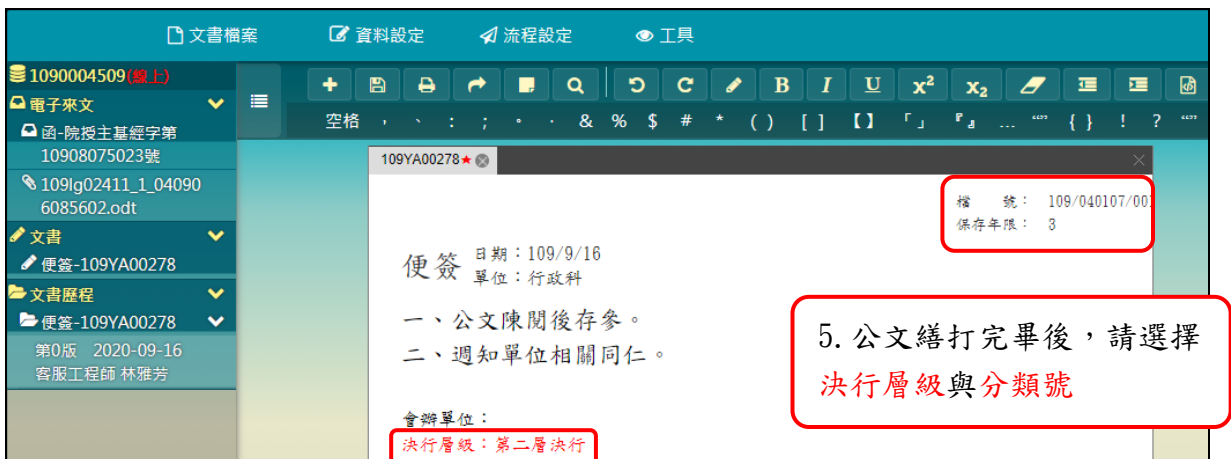 文書檔案 資料設定 流程設定 工具
1090004509(線上)
電子來文
函-院授主基經字第
10908075023號
109lg02411_1_04090
6085602.odt
文書
便簽-109YA00278
文書歷程
便簽-109YA00278
第0版 2020-09-16
客服工程師 林雅芳
B I U x² x₂
空格 , 、 : ; 。 · & % $ # * ( ) [ ] 【】 「」 『』 … “” { } ! ? “”
109YA00278★
檔 號: 109/040107/001
保存年限: 3
便簽 日期:109/9/16
單位:行政科
一、公文陳閱後存參。
二、週知單位相關同仁。
會辦單位:
決行層級:第二層決行
5.公文繕打完畢後,請選擇
決行層級與分類號